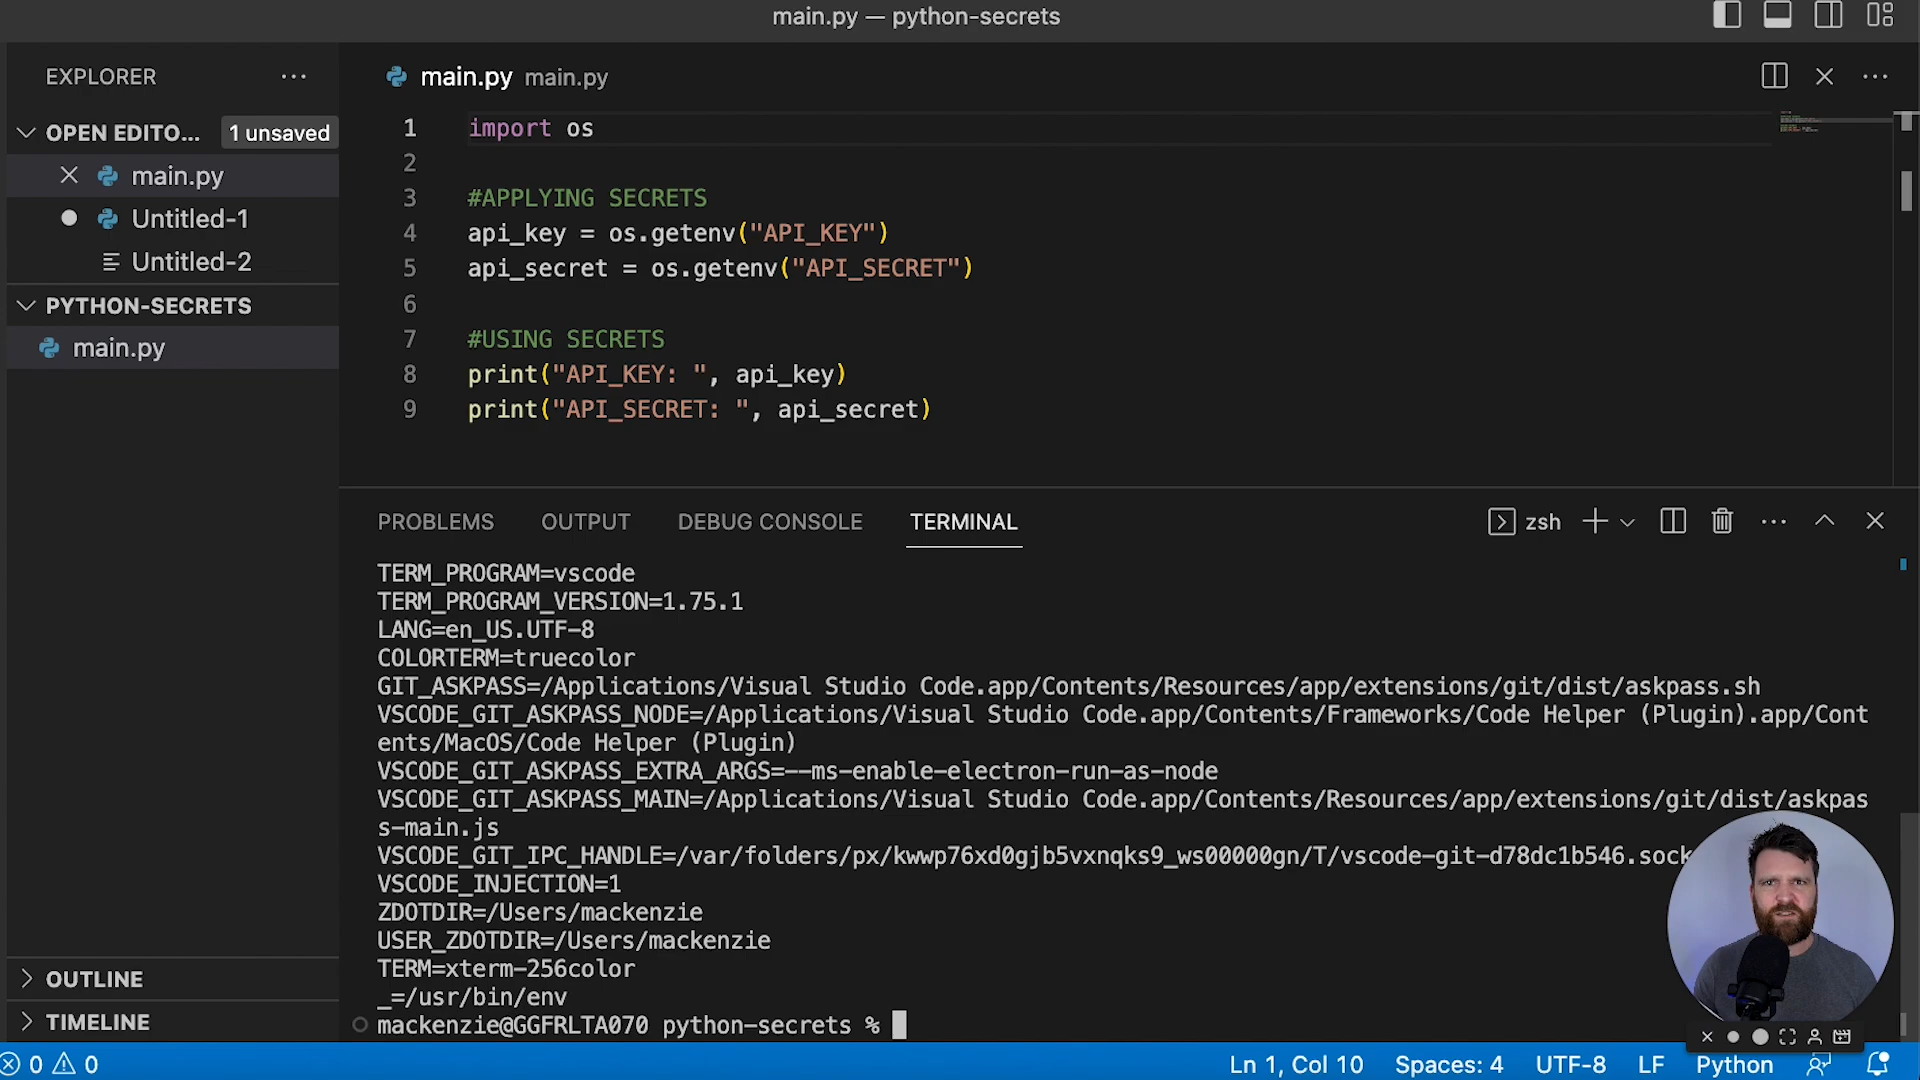 main.py — python-secrets
EXPLORER
OPEN EDITO... 1 unsaved
main.py
Untitled-1
Untitled-2
PYTHON-SECRETS
main.py
OUTLINE
TIMELINE
main.py main.py
1 import os
2
3 #APPLYING SECRETS
4 api_key = os.getenv("API_KEY")
5 api_secret = os.getenv("API_SECRET")
6
7 #USING SECRETS
8 print("API_KEY: ", api_key)
9 print("API_SECRET: ", api_secret)
PROBLEMS OUTPUT DEBUG CONSOLE TERMINAL zsh
TERM_PROGRAM=vscode
TERM_PROGRAM_VERSION=1.75.1
LANG=en_US.UTF-8
COLORTERM=truecolor
GIT_ASKPASS=/Applications/Visual Studio Code.app/Contents/Resources/app/extensions/git/dist/askpass.sh
VSCODE_GIT_ASKPASS_NODE=/Applications/Visual Studio Code.app/Contents/Frameworks/Code Helper (Plugin).app/Cont
ents/MacOS/Code Helper (Plugin)
VSCODE_GIT_ASKPASS_EXTRA_ARGS=--ms-enable-electron-run-as-node
VSCODE_GIT_ASKPASS_MAIN=/Applications/Visual Studio Code.app/Contents/Resources/app/extensions/git/dist/askpas
s-main.js
VSCODE_GIT_IPC_HANDLE=/var/folders/px/kwwp76xd0gjb5vxnqks9_ws00000gn/T/vscode-git-d78dc1b546.sock
VSCODE_INJECTION=1
ZDOTDIR=/Users/mackenzie
USER_ZDOTDIR=/Users/mackenzie
TERM=xterm-256color
_=/usr/bin/env
mackenzie@GGFRLTA070 python-secrets %
0 0 Ln 1, Col 10 Spaces: 4 UTF-8 LF Python